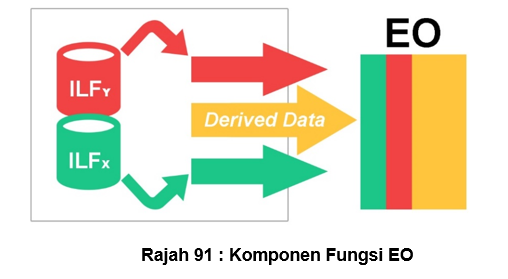 EO
ILFY
Derived Data
ILFX
Rajah 91 : Komponen Fungsi EO